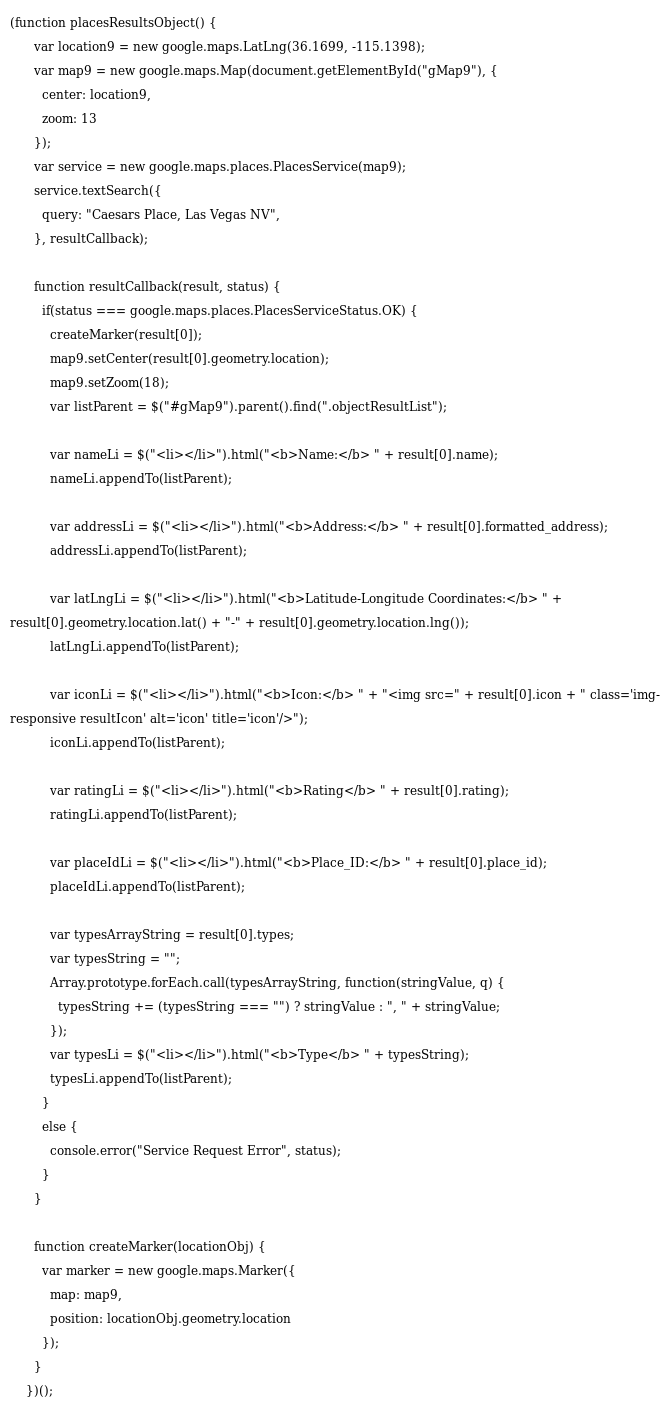 (function placesResultsObject() {
var location9 = new google.maps.LatLng(36.1699, -115.1398);
var map9 = new google.maps.Map(document.getElementById("gMap9"), {
center: location9,
zoom: 13
});
var service = new google.maps.places.PlacesService(map9);
service.textSearch({
query: "Caesars Place, Las Vegas NV",
}, resultCallback);
function resultCallback(result, status) {
if(status === google.maps.places.PlacesServiceStatus.OK) {
createMarker(result[0]);
map9.setCenter(result[0].geometry.location);
map9.setZoom(18);
var listParent = $("#gMap9").parent().find(".objectResultList");
var nameLi = $("<li></li>").html("<b>Name:</b> " + result[0].name);
nameLi.appendTo(listParent);
var addressLi = $("<li></li>").html("<b>Address:</b> " + result[0].formatted_address);
addressLi.appendTo(listParent);
var latLngLi = $("<li></li>").html("<b>Latitude-Longitude Coordinates:</b> " +
result[0].geometry.location.lat() + "-" + result[0].geometry.location.lng());
latLngLi.appendTo(listParent);
var iconLi = $("<li></li>").html("<b>Icon:</b> " + "<img src=" + result[0].icon + " class='img-
responsive resultIcon' alt='icon' title='icon'/>");
iconLi.appendTo(listParent);
var ratingLi = $("<li></li>").html("<b>Rating</b> " + result[0].rating);
ratingLi.appendTo(listParent);
var placeIdLi = $("<li></li>").html("<b>Place_ID:</b> " + result[0].place_id);
placeIdLi.appendTo(listParent);
var typesArrayString = result[0].types;
var typesString = "";
Array.prototype.forEach.call(typesArrayString, function(stringValue, q) {
typesString += (typesString === "") ? stringValue : ", " + stringValue;
});
var typesLi = $("<li></li>").html("<b>Type</b> " + typesString);
typesLi.appendTo(listParent);
}
else {
console.error("Service Request Error", status);
}
}
function createMarker(locationObj) {
var marker = new google.maps.Marker({
map: map9,
position: locationObj.geometry.location
});
}
})();